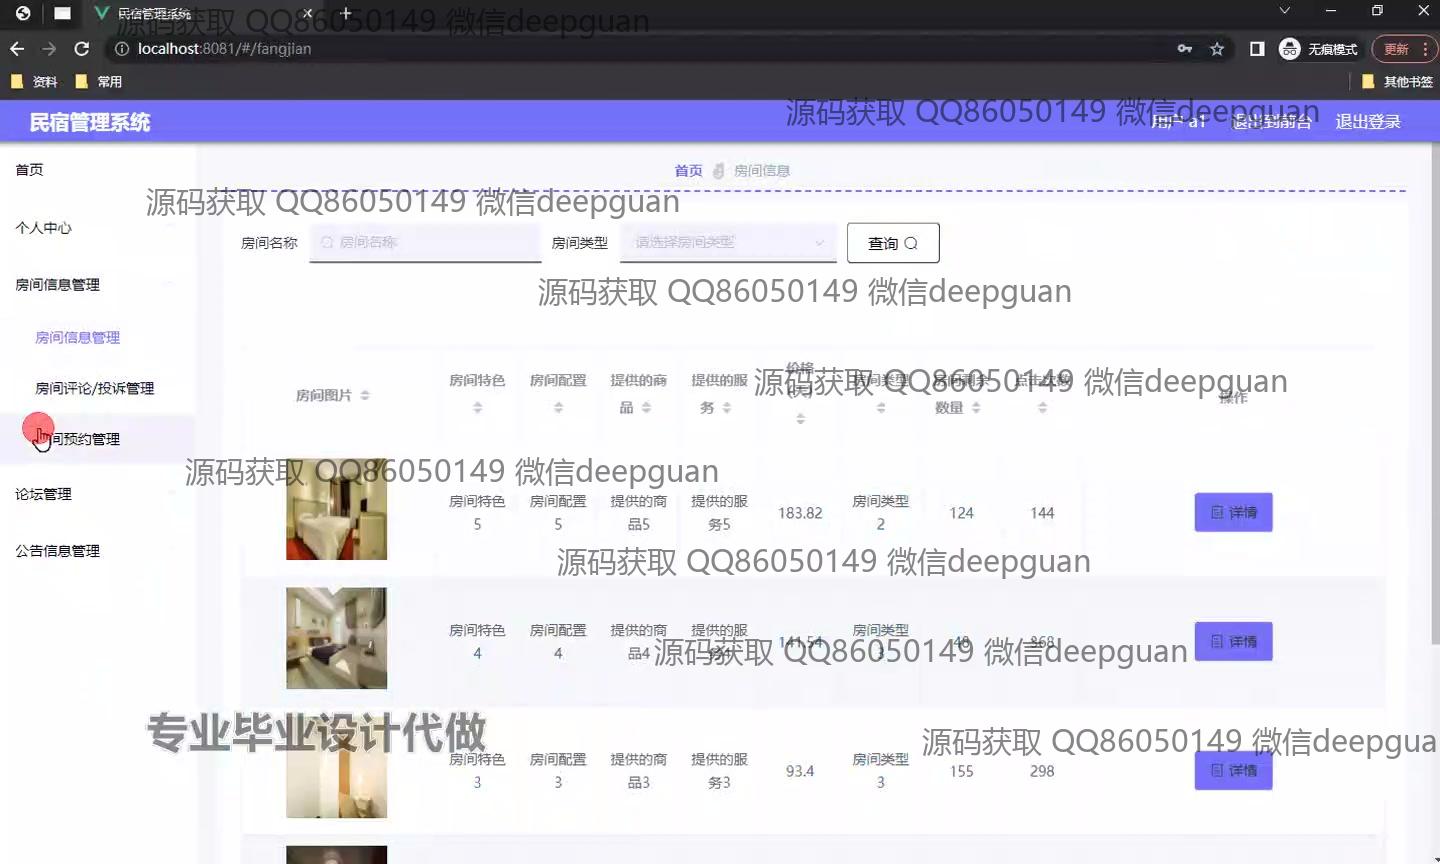 民宿管理系统
源码获取 QQ86050149 微信deepguan
localhost:8081/#/fangjian
无痕模式
更新
资料
常用
其他书签
民宿管理系统
源码获取 QQ86050149 微信deepguan
用户 a1
退出到前台
退出登录
首页
个人中心
房间信息管理
房间信息管理
房间评论/投诉管理
间预约管理
论坛管理
公告信息管理
首页
房间信息
源码获取 QQ86050149 微信deepguan
房间名称
房间名称
房间类型
请选择房间类型
查询
源码获取 QQ86050149 微信deepguan
房间图片
房间特色
房间配置
提供的商
品
提供的服
务
价格
(天)
房间类型
房间剩余
数量
点击次数
操作
源码获取 QQ86050149 微信deepguan
源码获取 QQ86050149 微信deepguan
房间特色
5
房间配置
5
提供的商
品5
提供的服
务5
183.82
房间类型
2
124
144
详情
源码获取 QQ86050149 微信deepguan
房间特色
4
房间配置
4
提供的商
品4
提供的服
务4
141.54
房间类型
3
48
868
详情
源码获取 QQ86050149 微信deepguan
专业毕业设计代做
房间特色
3
房间配置
3
提供的商
品3
提供的服
务3
93.4
房间类型
3
155
298
详情
源码获取 QQ86050149 微信deepgua